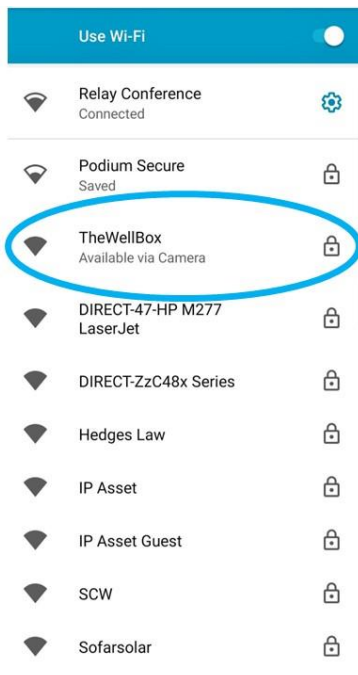 Use Wi-Fi
Relay Conference
Connected
Podium Secure
Saved
TheWellBox
Available via Camera
DIRECT-47-HP M277
LaserJet
DIRECT-ZzC48x Series
Hedges Law
IP Asset
IP Asset Guest
SCW
Sofarsolar